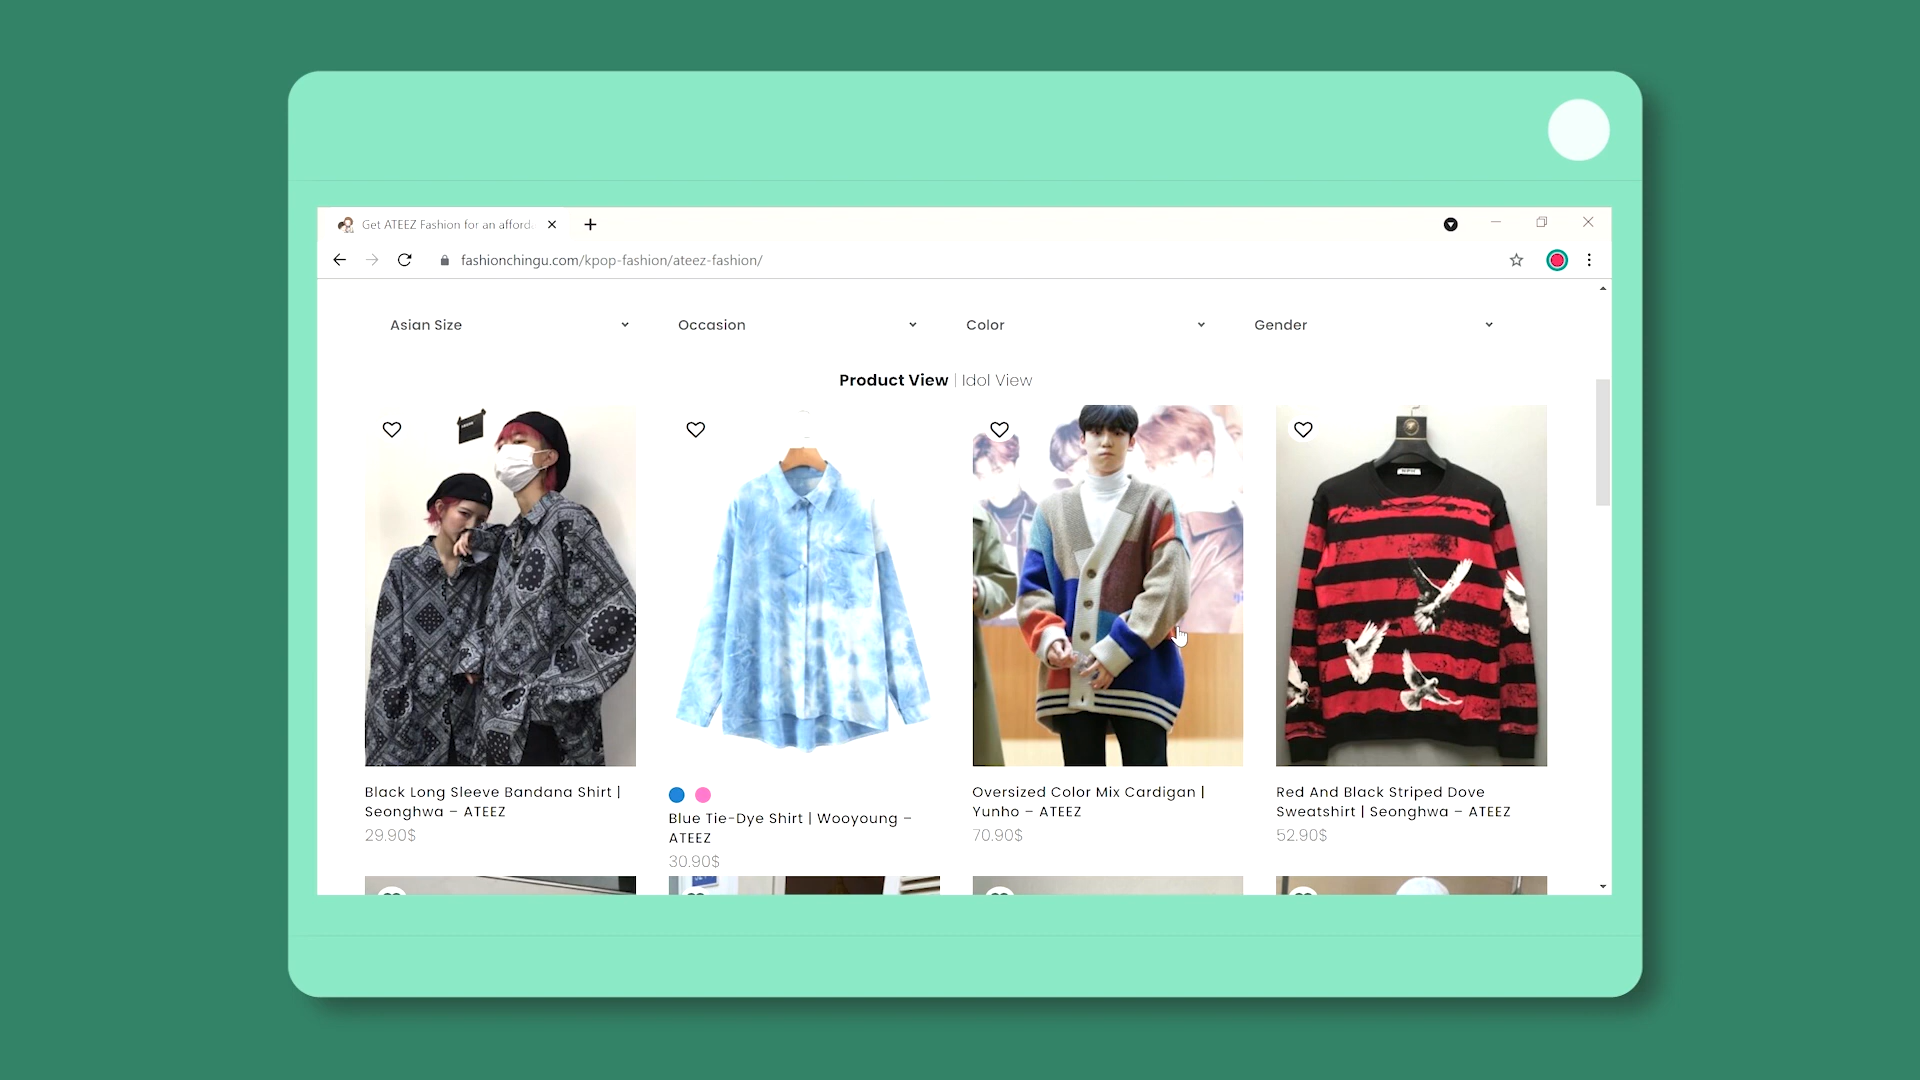 Get ATEEZ Fashion for an afford
fashionchingu.com/kpop-fashion/ateez-fashion/
Asian Size
Occasion
Color
Gender
Product View | Idol View
Black Long Sleeve Bandana Shirt |
Seonghwa – ATEEZ
29.90$
Blue Tie-Dye Shirt | Wooyoung –
ATEEZ
30.90$
Oversized Color Mix Cardigan |
Yunho – ATEEZ
70.90$
Red And Black Striped Dove
Sweatshirt | Seonghwa – ATEEZ
52.90$